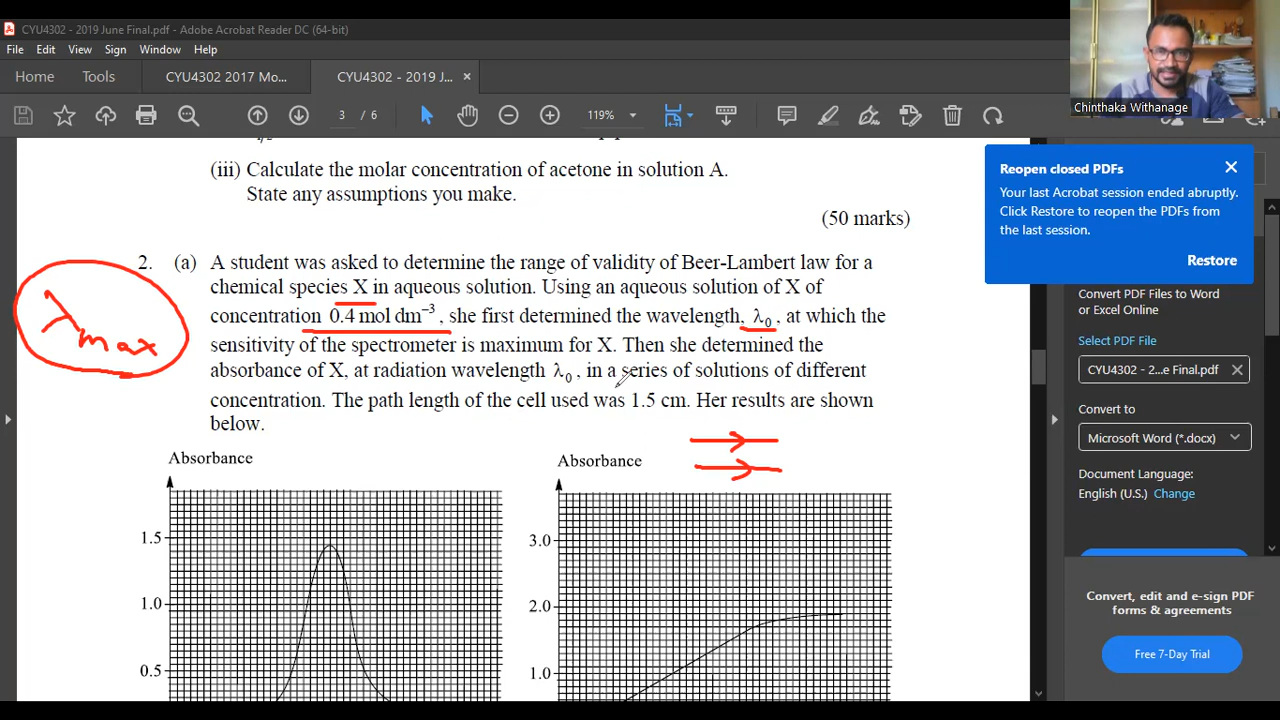 CYU4302 - 2019 June Final.pdf - Adobe Acrobat Reader DC (64-bit)
File Edit View Sign Window Help
Home Tools CYU4302 2017 Mo... CYU4302 - 2019 J... ×
3 / 6 119%
Chinthaka Withanage
(iii) Calculate the molar concentration of acetone in solution A.
State any assumptions you make.
(50 marks)
2. (a) A student was asked to determine the range of validity of Beer-Lambert law for a
chemical species X in aqueous solution. Using an aqueous solution of X of
concentration 0.4 mol dm⁻³, she first determined the wavelength, λ₀, at which the
sensitivity of the spectrometer is maximum for X. Then she determined the
absorbance of X, at radiation wavelength λ₀, in a series of solutions of different
concentration. The path length of the cell used was 1.5 cm. Her results are shown
below.
λmax
Absorbance
1.5
1.0
0.5
Absorbance
3.0
2.0
1.0
Reopen closed PDFs
Your last Acrobat session ended abruptly.
Click Restore to reopen the PDFs from
the last session.
Restore
Convert PDF Files to Word
or Excel Online
Select PDF File
CYU4302 - 2...e Final.pdf
Convert to
Microsoft Word (*.docx)
Document Language:
English (U.S.) Change
Convert, edit and e-sign PDF
forms & agreements
Free 7-Day Trial